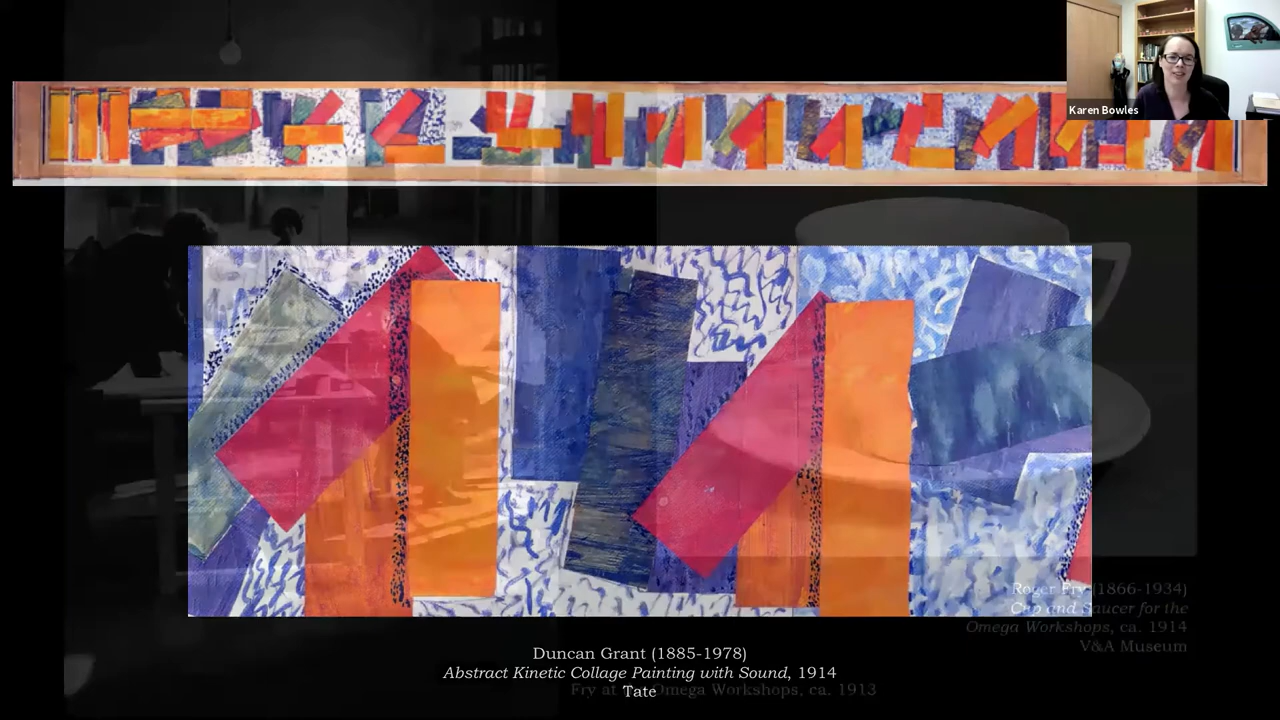 Karen Bowles
Roger Fry (1866-1934)
Cup and Saucer for the
Omega Workshops, ca. 1914
V&A Museum
Duncan Grant (1885-1978)
Abstract Kinetic Collage Painting with Sound, 1914
Tate
Fry at Omega Workshops, ca. 1913